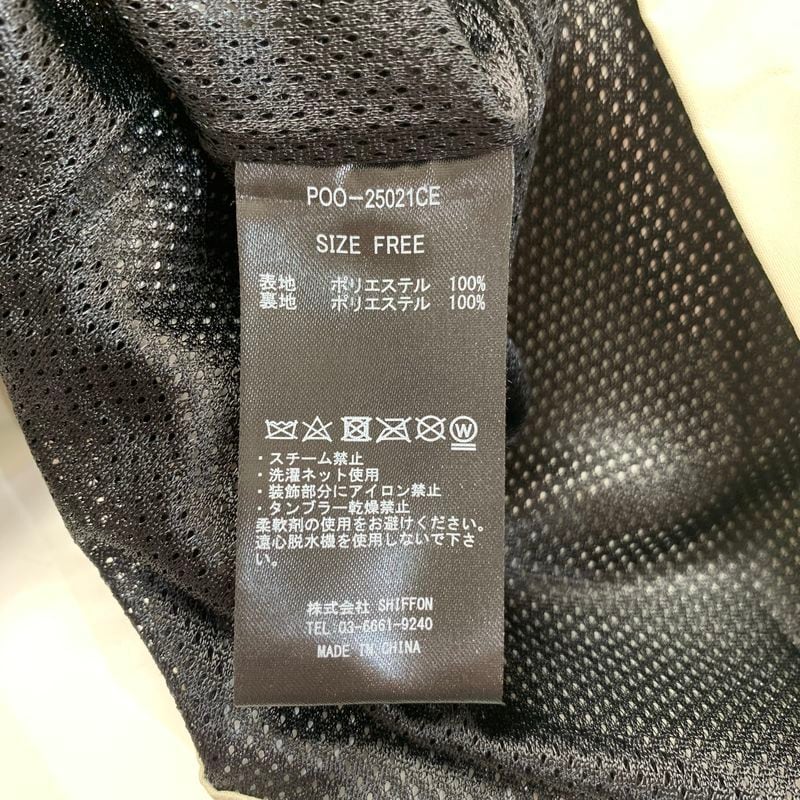 POO-25021CE
SIZE FREE
表地 ポリエステル 100%
裏地 ポリエステル 100%
W
・スチーム禁止
・洗濯ネット使用
・装飾部分にアイロン禁止
・タンブラー乾燥禁止
柔軟剤の使用をお避けください。
遠心脱水機を使用しないで下さ
い。
株式会社 SHIFFON
TEL 03-6661-9240
MADE IN CHINA